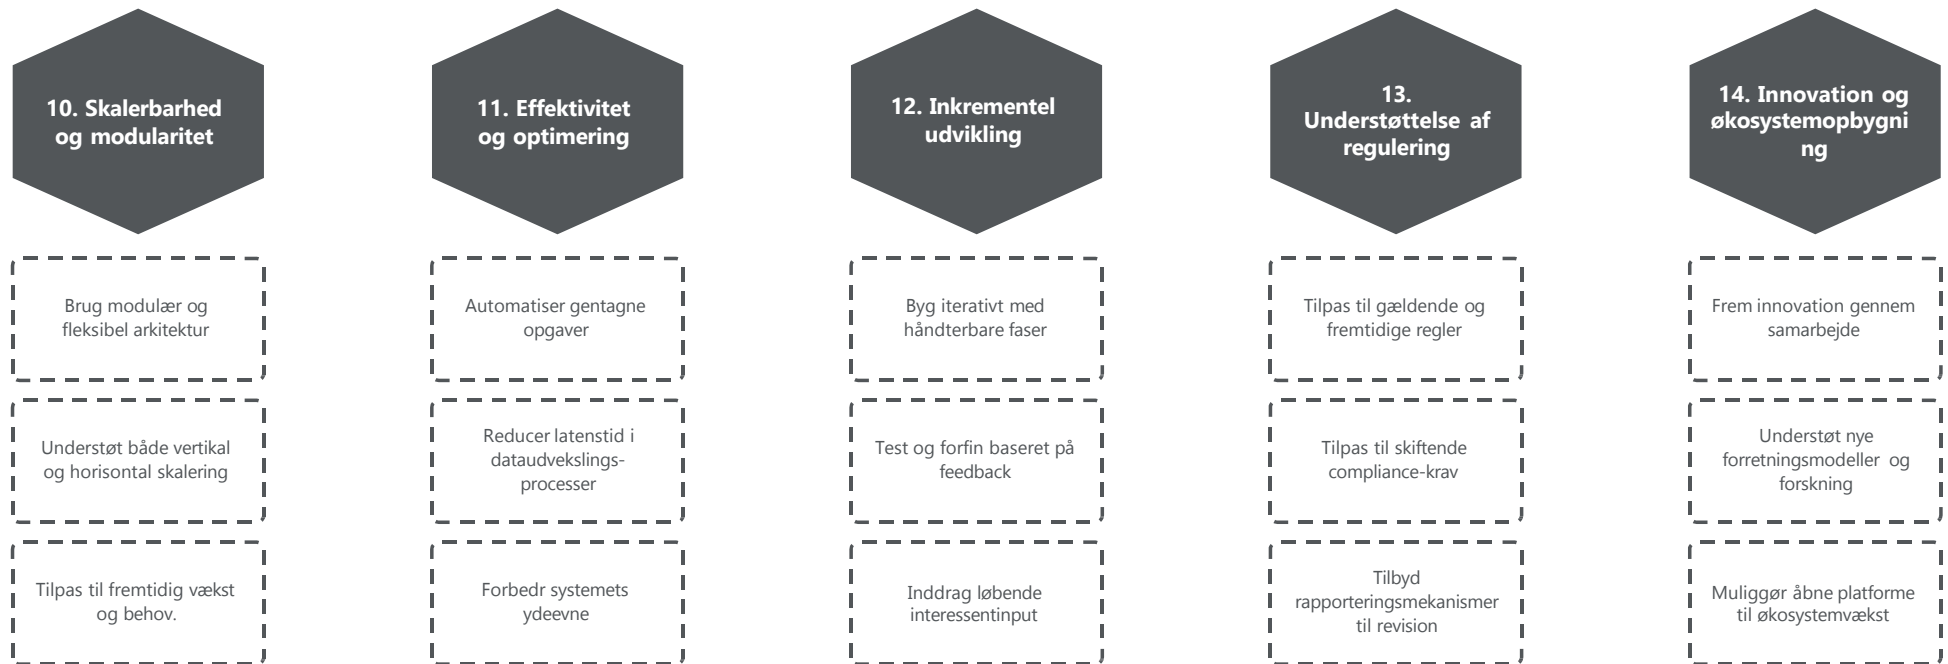 10. Skalerbarhed
og modularitet
11. Effektivitet
og optimering
12. Inkrementel
udvikling
13.
Understøttelse af
regulering
14. Innovation og
økosystemopbygni
ng
Brug modulær og
fleksibel arkitektur
Automatiser gentagne
opgaver
Byg iterativt med
håndterbare faser
Tilpas til gældende og
fremtidige regler
Frem innovation gennem
samarbejde
Understøt både vertikal
og horisontal skalering
Reducer latenstid i
dataudvekslings-
processer
Test og forfin baseret på
feedback
Tilpas til skiftende
compliance-krav
Understøt nye
forretningsmodeller og
forskning
Tilpas til fremtidig vækst
og behov.
Forbedr systemets
ydeevne
Inddrag løbende
interessentinput
Tilbyd
rapporteringsmekanismer
til revision
Muliggør åbne platforme
til økosystemvækst